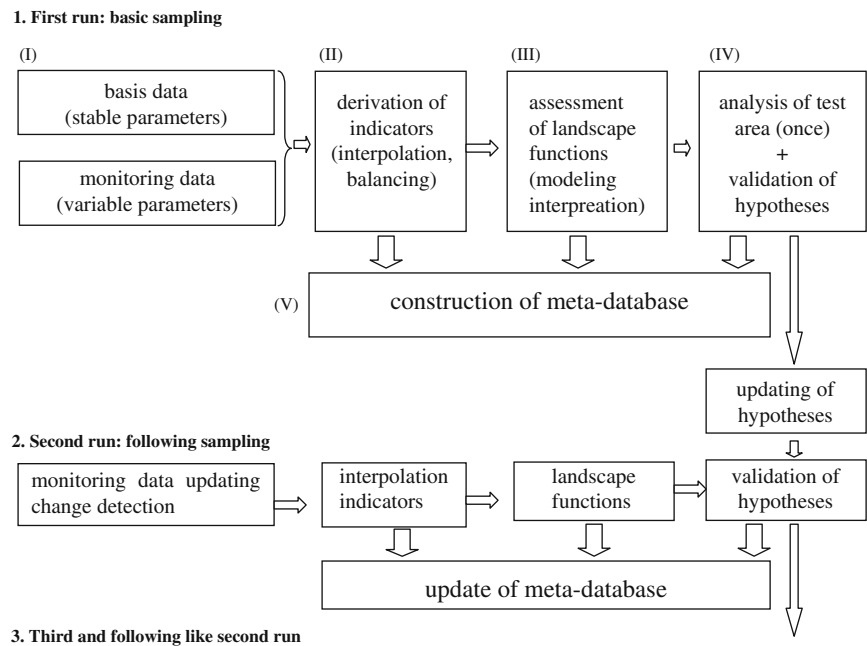 1. First run: basic sampling
(I)
(II)
(III)
(IV)
basis data
(stable parameters)
monitoring data
(variable parameters)
derivation of
indicators
(interpolation,
balancing)
assessment
of landscape
functions
(modeling
interpreation)
analysis of test
area (once)
+
validation of
hypotheses
(V)
construction of meta-database
updating of
hypotheses
2. Second run: following sampling
monitoring data updating
change detection
interpolation
indicators
landscape
functions
validation of
hypotheses
update of meta-database
3. Third and following like second run